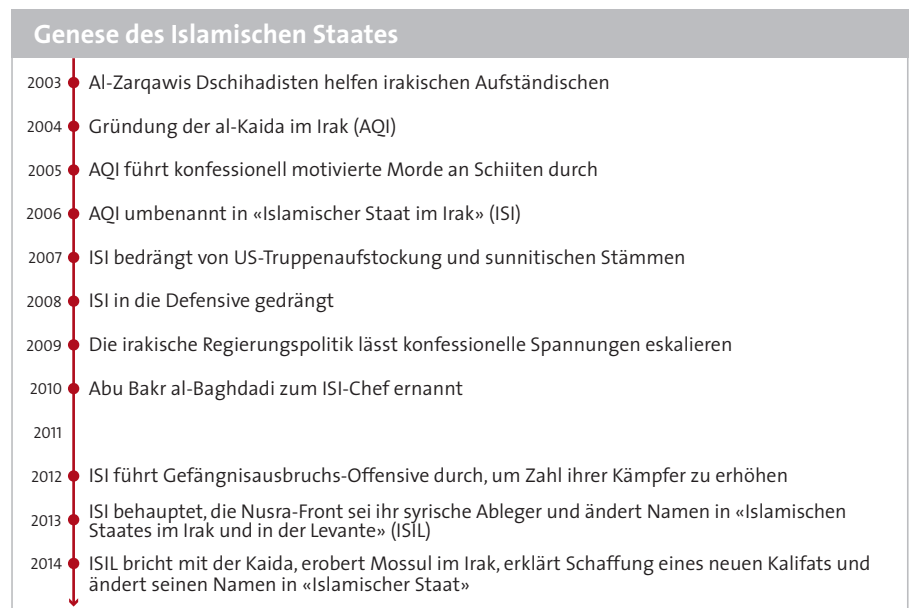 Genese des Islamischen Staates
2003 Al-Zarqawis Dschihadisten helfen irakischen Aufständischen
2004 Gründung der al-Kaida im Irak (AQI)
2005 AQI führt konfessionell motivierte Morde an Schiiten durch
2006 AQI umbenannt in «Islamischer Staat im Irak» (ISI)
2007 ISI bedrängt von US-Truppenaufstockung und sunnitischen Stämmen
2008 ISI in die Defensive gedrängt
2009 Die irakische Regierungspolitik lässt konfessionelle Spannungen eskalieren
2010 Abu Bakr al-Baghdadi zum ISI-Chef ernannt
2011
2012 ISI führt Gefängnisausbruchs-Offensive durch, um Zahl ihrer Kämpfer zu erhöhen
2013 ISI behauptet, die Nusra-Front sei ihr syrische Ableger und ändert Namen in «Islamischen
Staates im Irak und in der Levante» (ISIL)
2014 ISIL bricht mit der Kaida, erobert Mossul im Irak, erklärt Schaffung eines neuen Kalifats und
ändert seinen Namen in «Islamischer Staat»